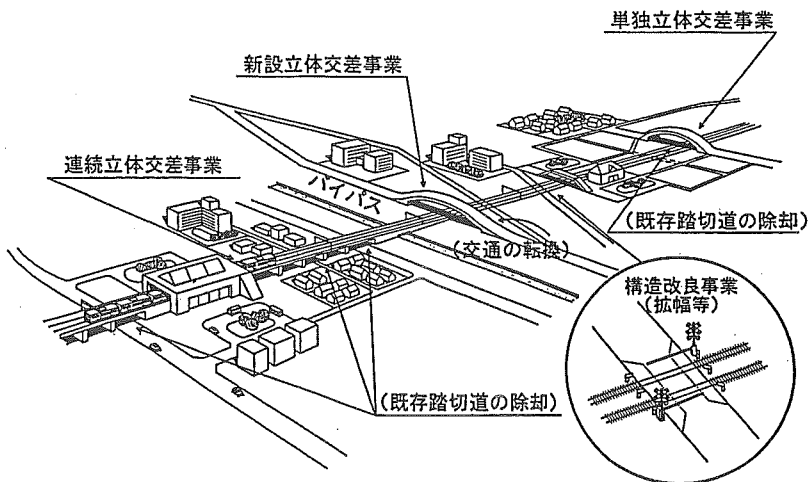 単独立体交差事業
新設立体交差事業
連続立体交差事業
バイパス
(既存踏切道の除却)
(交通の転換)
構造改良事業
(拡幅等)
(既存踏切道の除却)